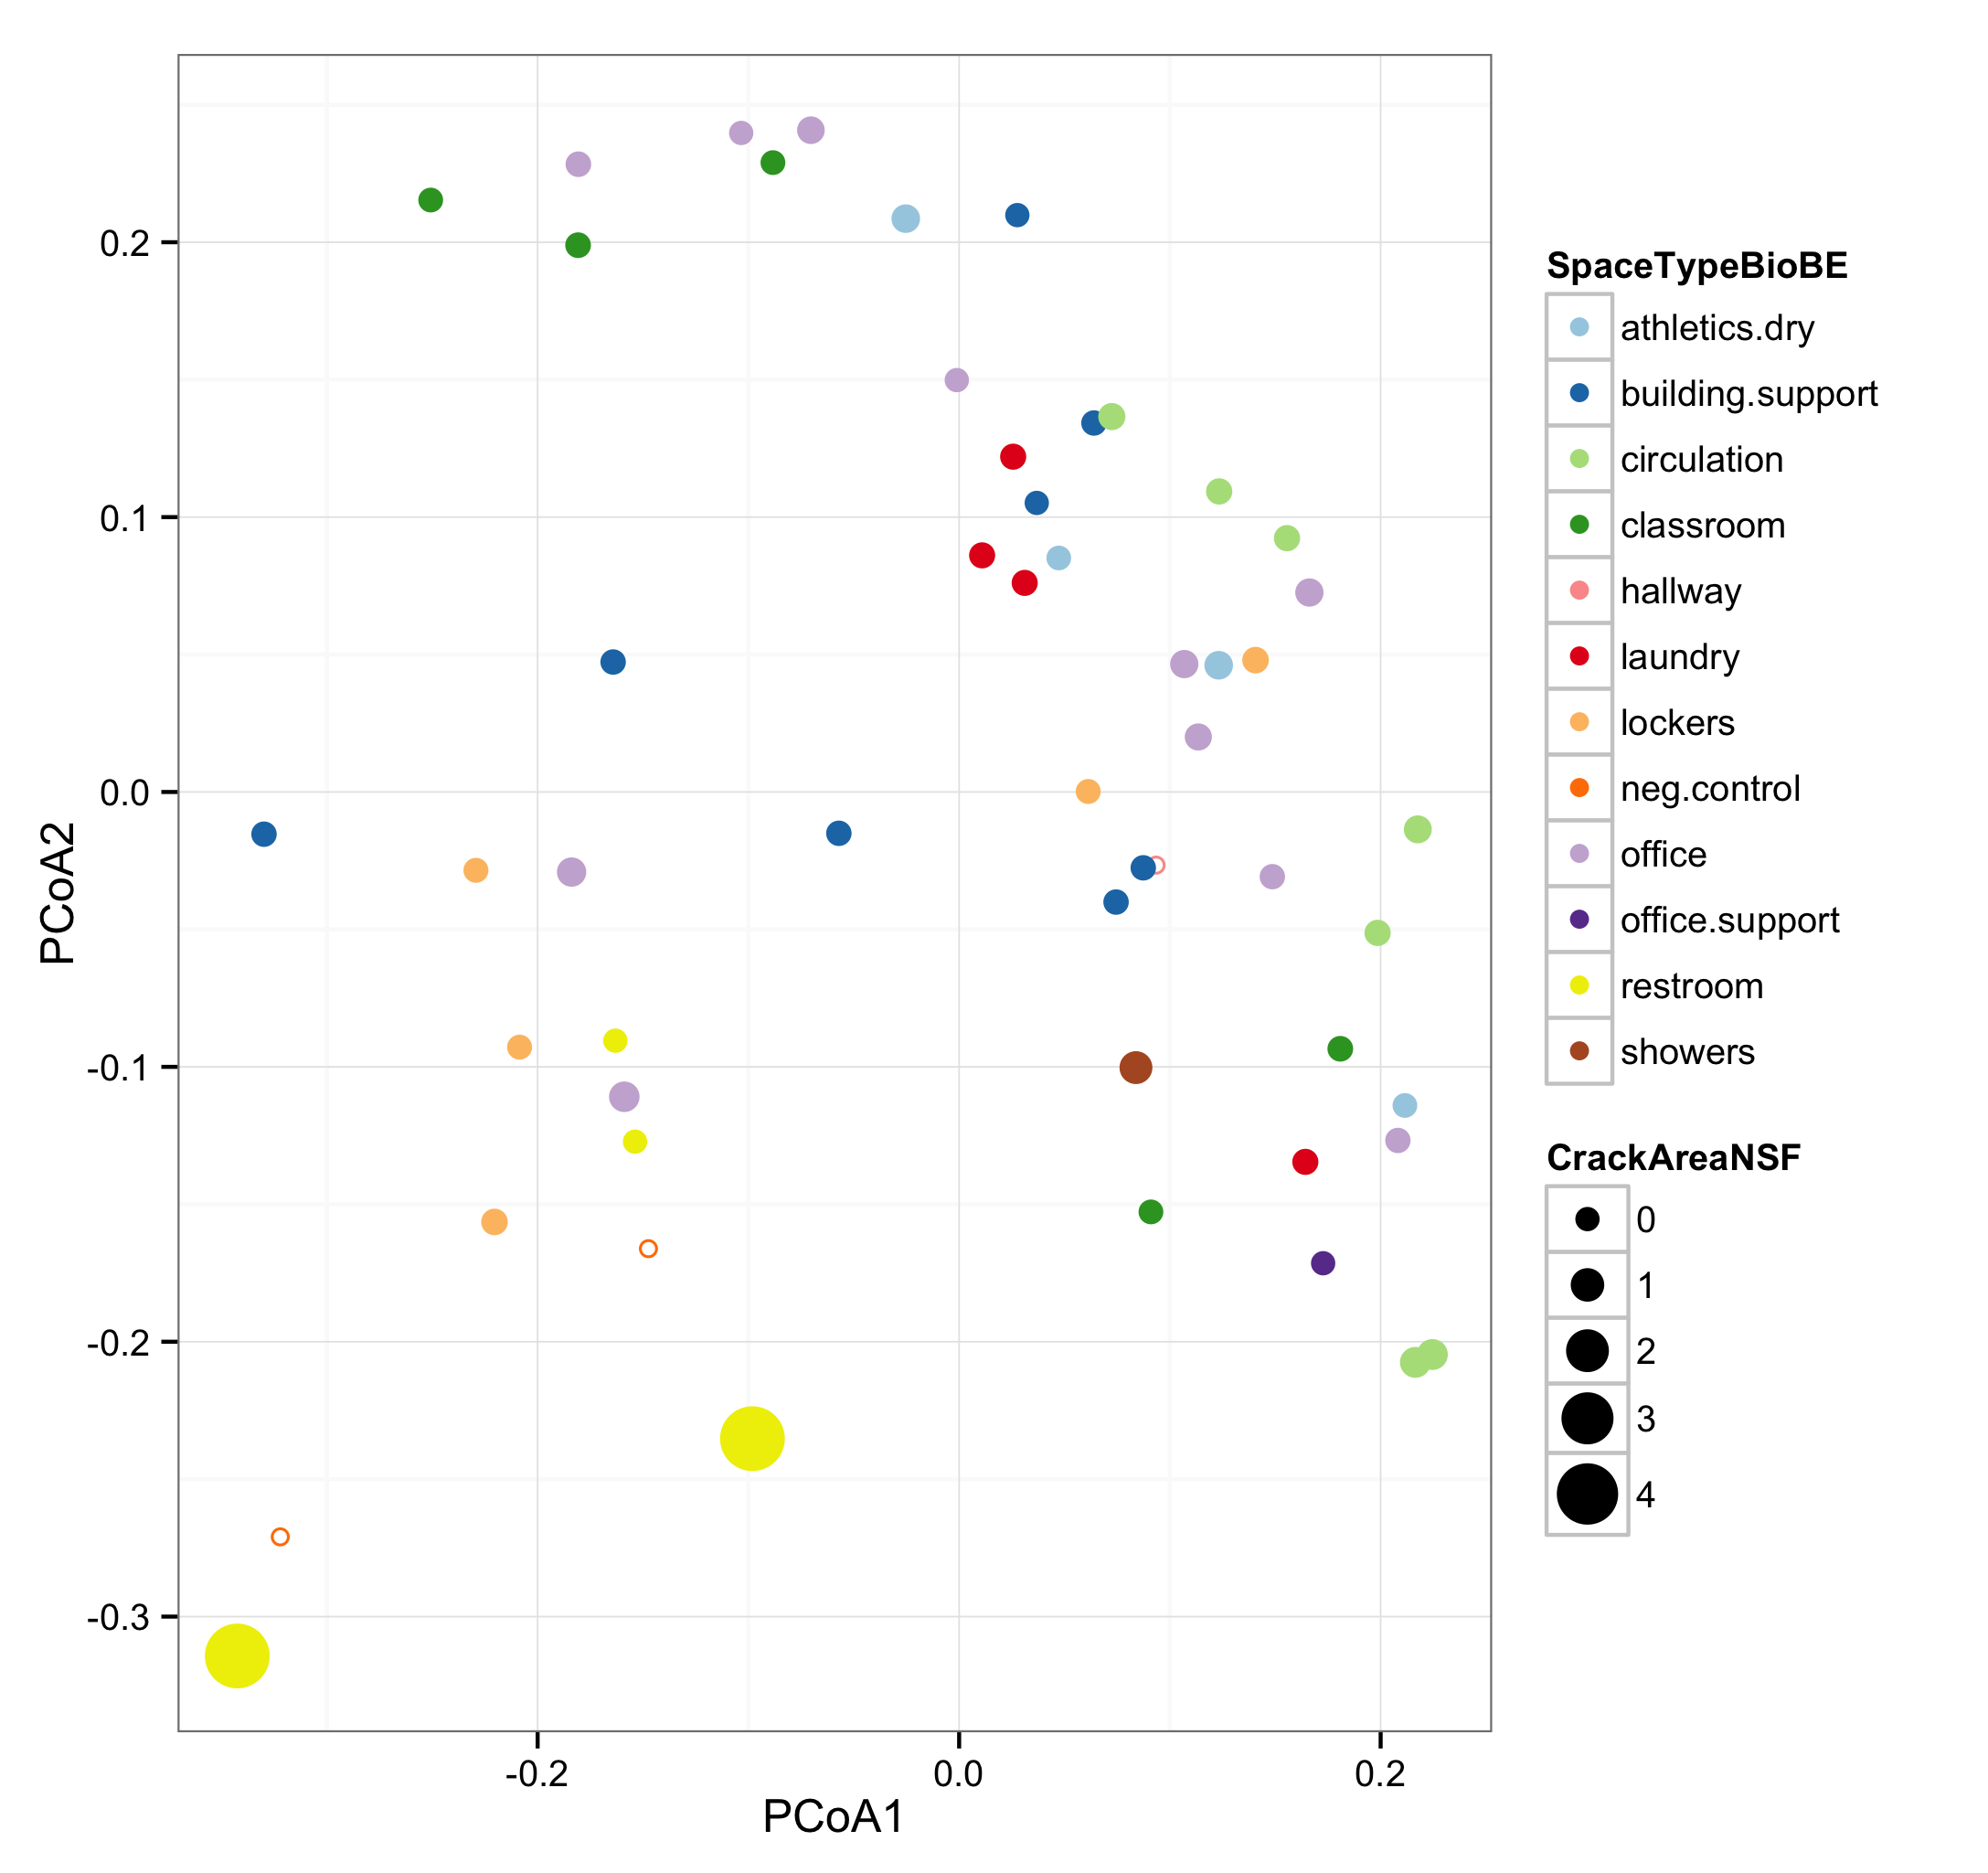 0.2
0.1
0.0
-0.1
-0.2
-0.3
PCoA2
-0.2
0.0
0.2
PCoA1
SpaceTypeBioBE
athletics.dry
building.support
circulation
classroom
hallway
laundry
lockers
neg.control
office
office.support
restroom
showers
CrackAreaNSF
0
1
2
3
4